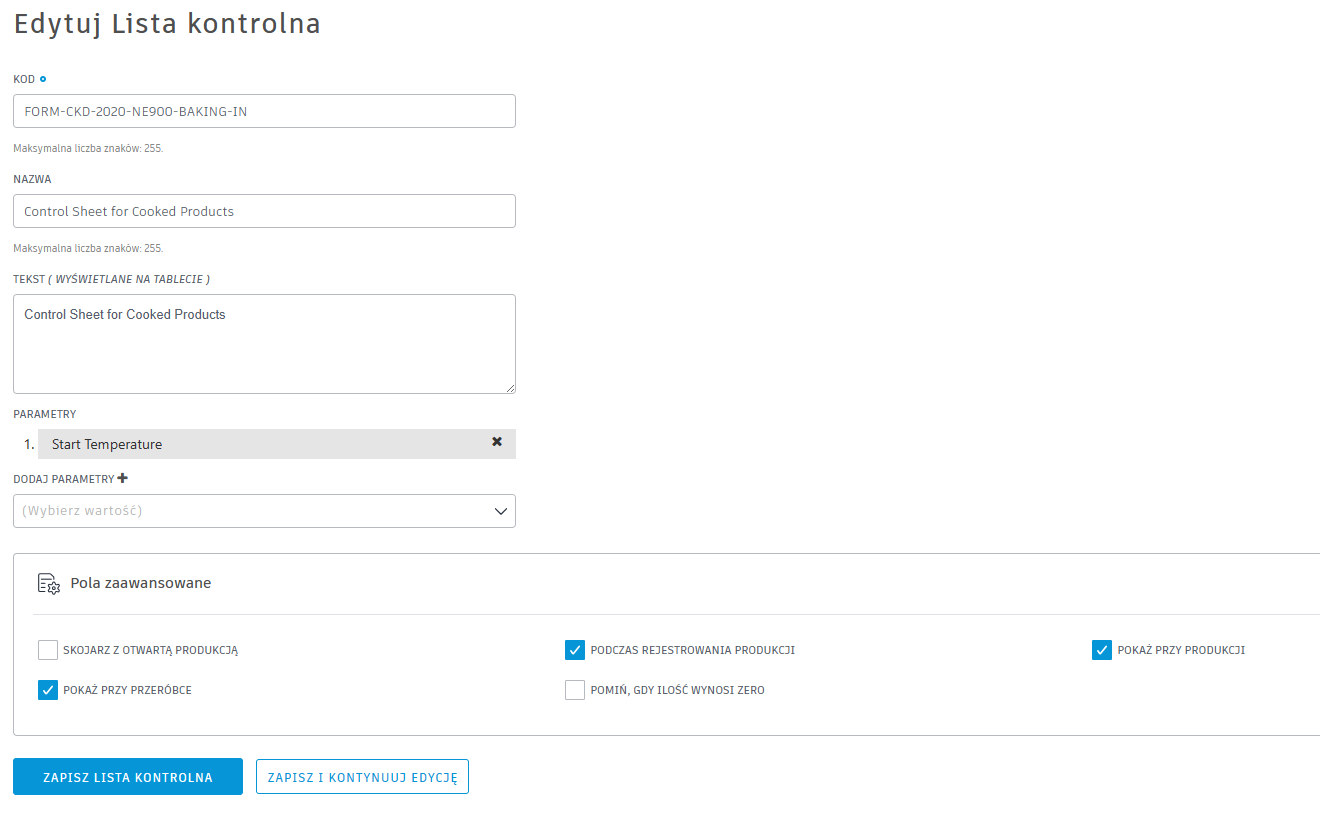 Edytuj Lista kontrolna
KOD
FORM-CKD-2020-NE900-BAKING-IN
Maksymalna liczba znaków: 255.
NAZWA
Control Sheet for Cooked Products
Maksymalna liczba znaków: 255.
TEKST ( WYŚWIETLANE NA TABLECIE )
Control Sheet for Cooked Products
PARAMETRY
1. Start Temperature
DODAJ PARAMETRY
(Wybierz wartość)
Pola zaawansowane
SKOJARZ Z OTWARTĄ PRODUKCJĄ PODCZAS REJESTROWANIA PRODUKCJI POKAŻ PRZY PRODUKCJI
POKAŻ PRZY PRZERÓBCE POMIŃ, GDY ILOŚĆ WYNOSI ZERO
ZAPISZ LISTA KONTROLNA ZAPISZ I KONTYNUUJ EDYCJĘ